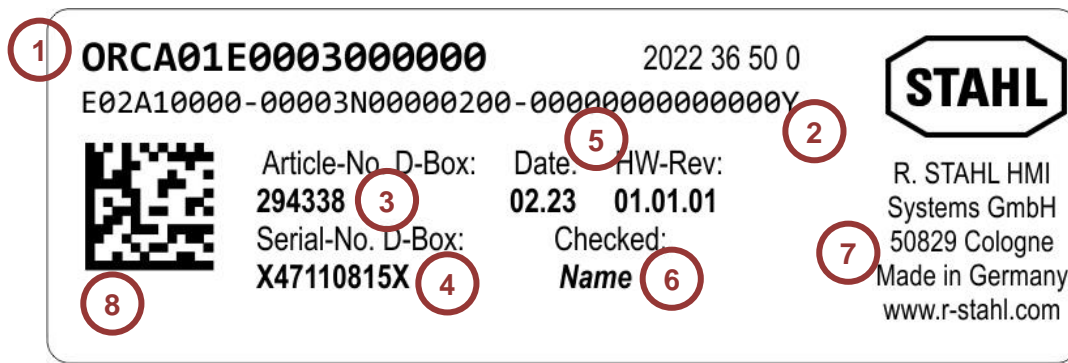 1 ORCA01E0003000000 2022 36 50 0
E02A10000-00003N00000200-00000000000000Y 2
STAHL
5
Article-No. D-Box: Date: HW-Rev:
294338 3 02.23 01.01.01
Serial-No. D-Box: Checked:
X47110815X 4 Name 6
8
R. STAHL HMI
Systems GmbH
7 50829 Cologne
Made in Germany
www.r-stahl.com